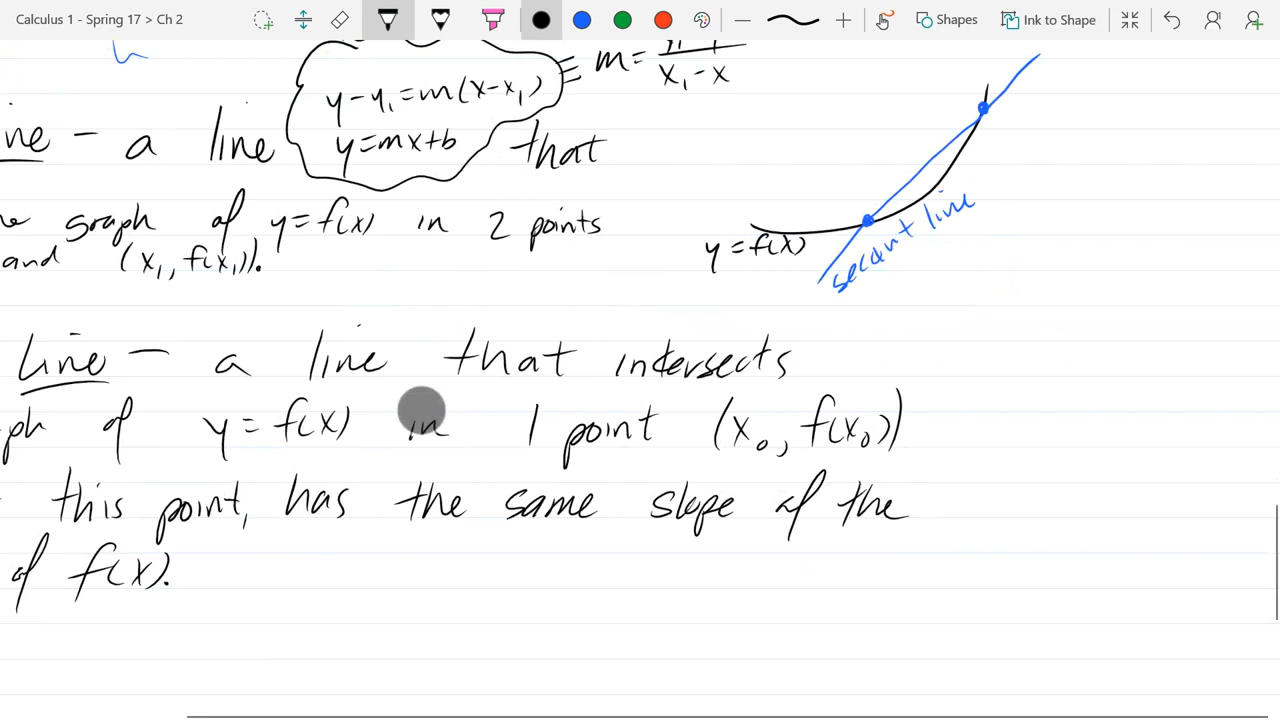 Calculus 1 - Spring 17 > Ch 2
Shapes
Ink to Shape
y-y₁=m(x-x₁) ≡ m=
x₁-x
y=mx+b
ine - a line that
graph of y=f(x) in 2 points
and (x₁, f(x₁)).
y=f(x)
secant line
Line - a line that intersects
ph of y=f(x) in 1 point (x₀, f(x₀))
this point, has the same slope of the
of f(x).